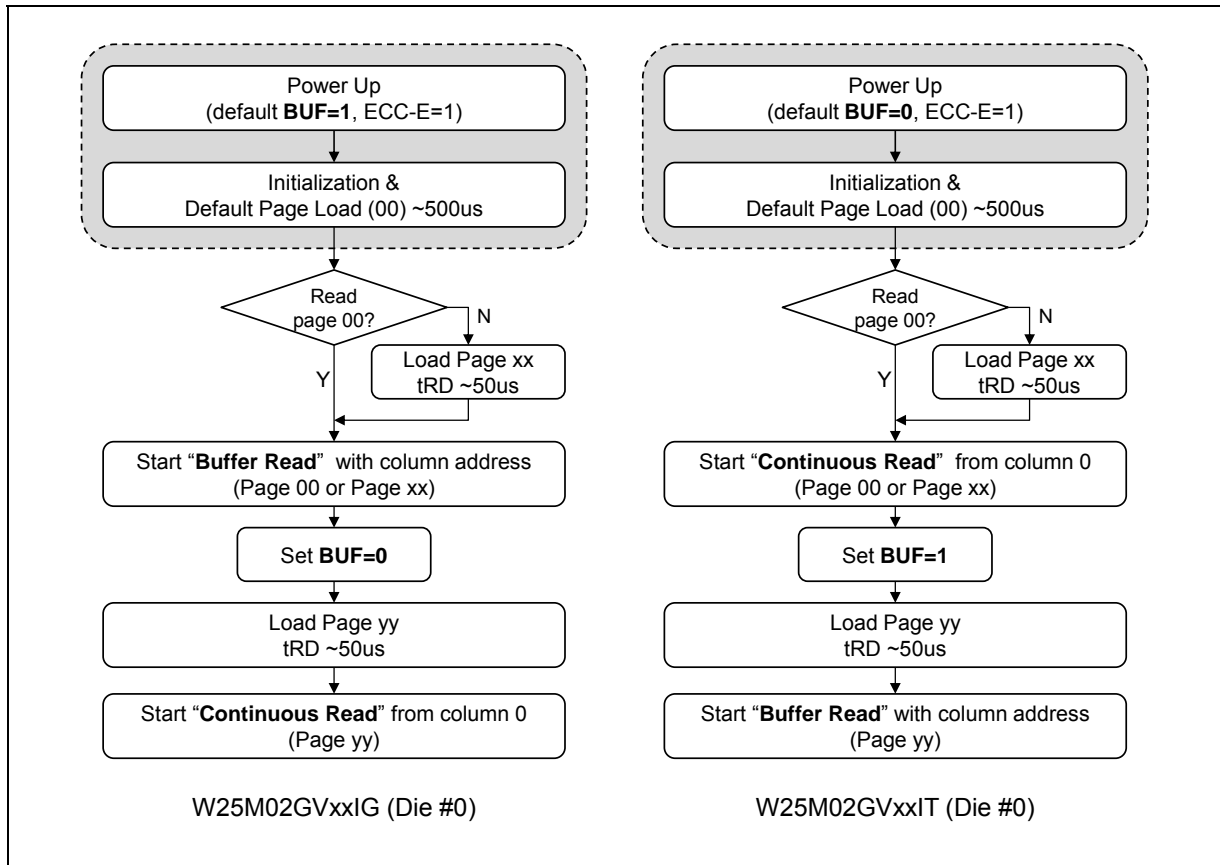 Power Up
(default BUF=1, ECC-E=1)
Initialization &
Default Page Load (00) ~500us
Read
page 00?
N
Load Page xx
tRD ~50us
Y
Start “Buffer Read” with column address
(Page 00 or Page xx)
Set BUF=0
Load Page yy
tRD ~50us
Start “Continuous Read” from column 0
(Page yy)
W25M02GVxxIG (Die #0)
Power Up
(default BUF=0, ECC-E=1)
Initialization &
Default Page Load (00) ~500us
Read
page 00?
N
Load Page xx
tRD ~50us
Y
Start “Continuous Read” from column 0
(Page 00 or Page xx)
Set BUF=1
Load Page yy
tRD ~50us
Start “Buffer Read” with column address
(Page yy)
W25M02GVxxIT (Die #0)